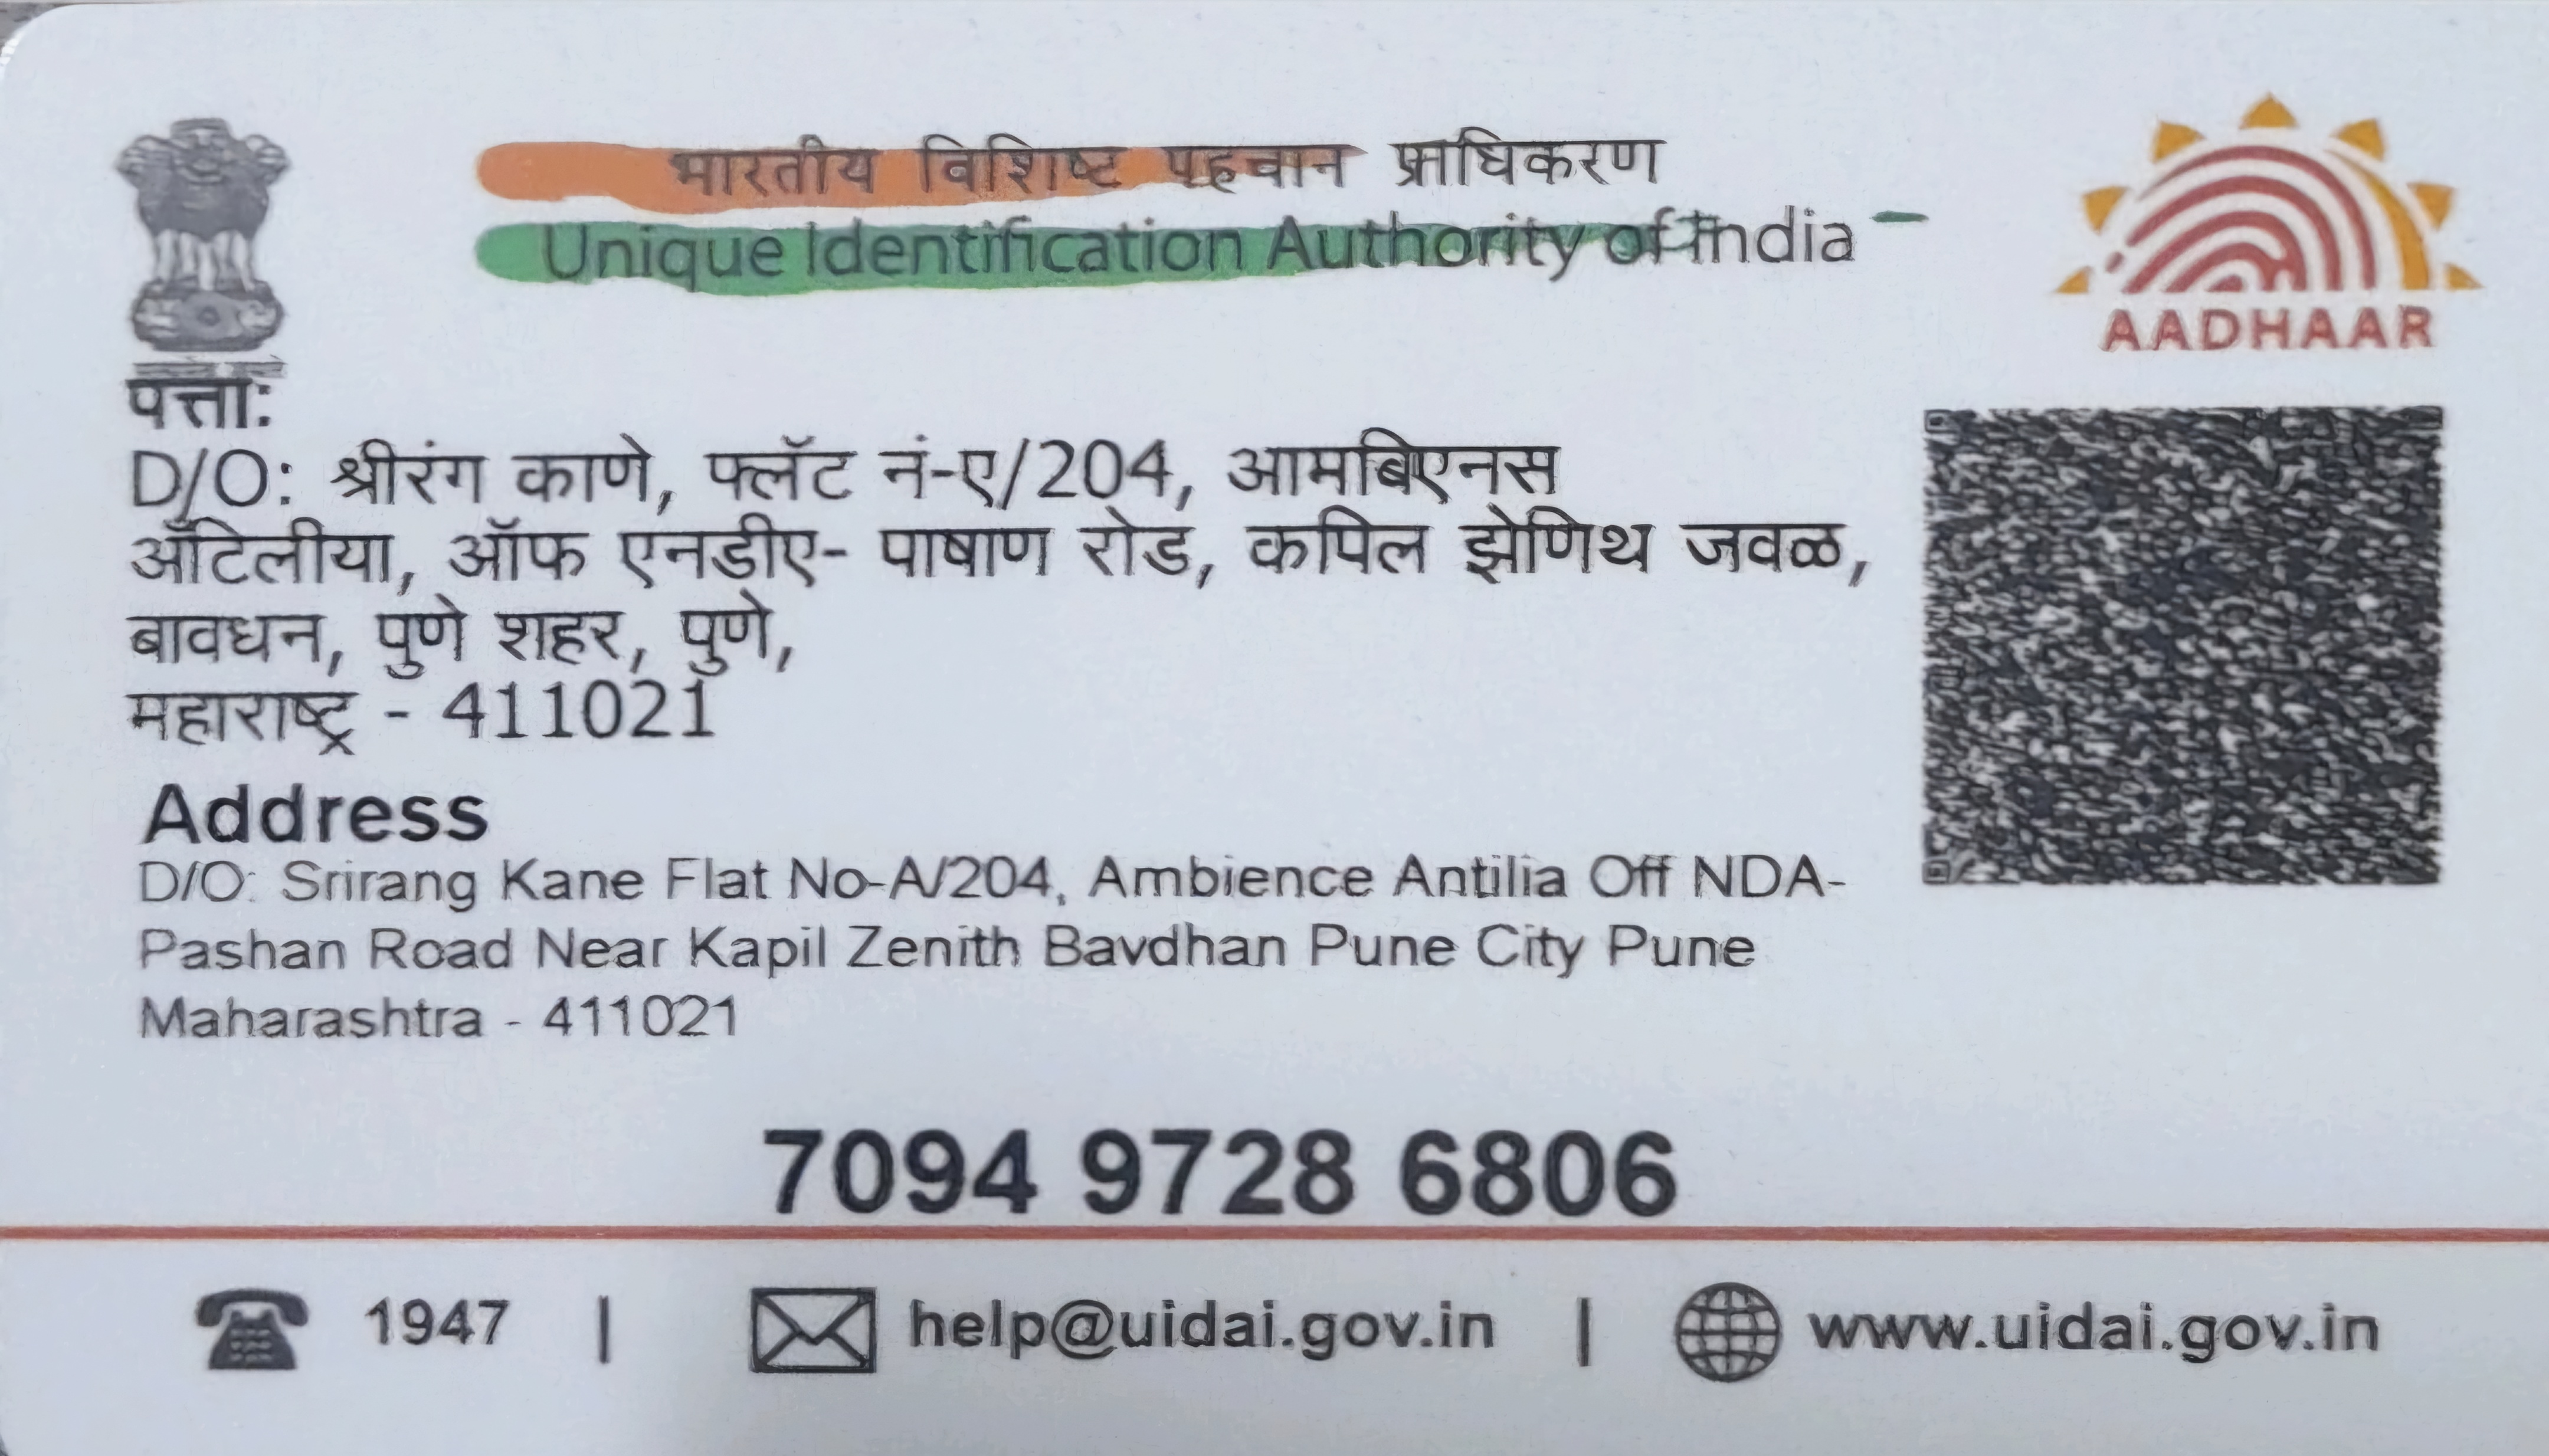 भारतीय विशिष्ट पहचान प्राधिकरण
Unique Identification Authority of India
AADHAAR
पत्ता:
D/O: श्रीरंग काणे, फ्लॅट नं-ए/204, आमबिएनस
अँटिलीया, ऑफ एनडीए- पाषाण रोड, कपिल झेणिथ जवळ,
बावधन, पुणे शहर, पुणे,
महाराष्ट्र - 411021
Address
D/O: Srirang Kane Flat No-A/204, Ambience Antilia Off NDA-
Pashan Road Near Kapil Zenith Bavdhan Pune City Pune
Maharashtra - 411021
7094 9728 6806
1947 | help@uidai.gov.in | www.uidai.gov.in